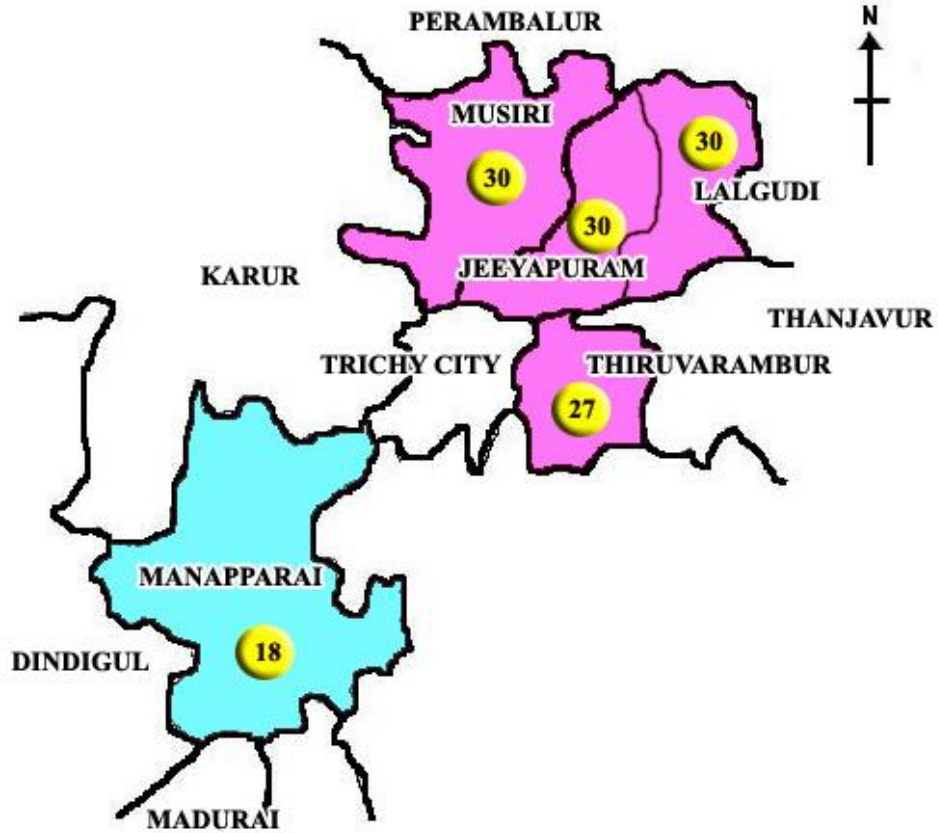 PERAMBALUR
N
MUSIRI
30
30
LALGUDI
30
JEEYAPURAM
KARUR
THANJAVUR
TRICHY CITY
THIRUVARAMBUR
27
MANAPPARAI
18
DINDIGUL
MADURAI